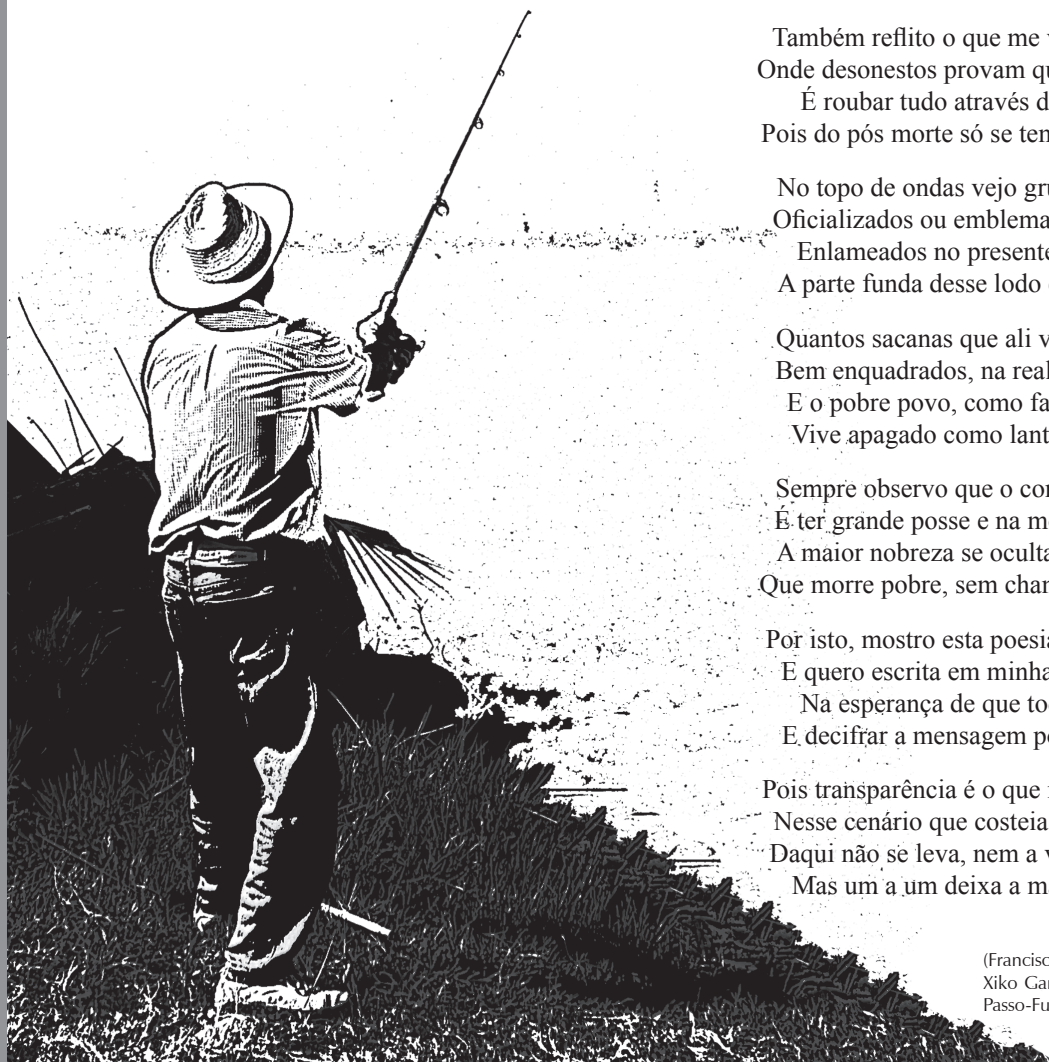 Também reflito o que me v
Onde desonestos provam qu
É roubar tudo através d
Pois do pós morte só se ten
No topo de ondas vejo gru
Oficializados ou emblema
Enlameados no presente
A parte funda desse lodo
Quantos sacanas que ali v
Bem enquadrados, na real
E o pobre povo, como fa
Vive apagado como lant
Sempre observo que o con
É ter grande posse e na m
A maior nobreza se oculta
Que morre pobre, sem chan
Por isto, mostro esta poesia
E quero escrita em minha
Na esperança de que to
E decifrar a mensagem p
Pois transparência é o que
Nesse cenário que costeia
Daqui não se leva, nem a v
Mas um a um deixa a m
(Francisc
Xiko Gar
Passo-Fu